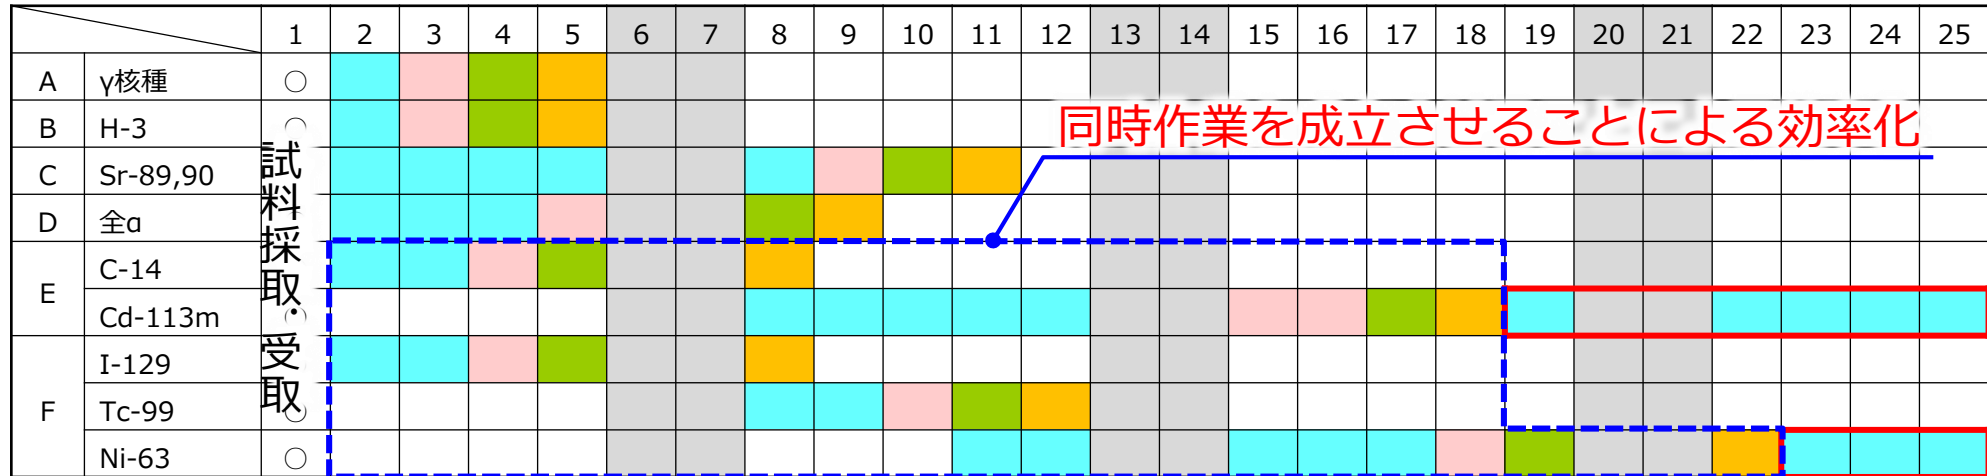 1 2 3 4 5 6 7 8 9 10 11 12 13 14 15 16 17 18 19 20 21 22 23 24 25
A γ核種 ○
B H-3 ○
同時作業を成立させることによる効率化
C Sr-89,90
D 全α
試料採取・受取
E C-14
Cd-113m ○
F I-129
Tc-99 ○
Ni-63 ○